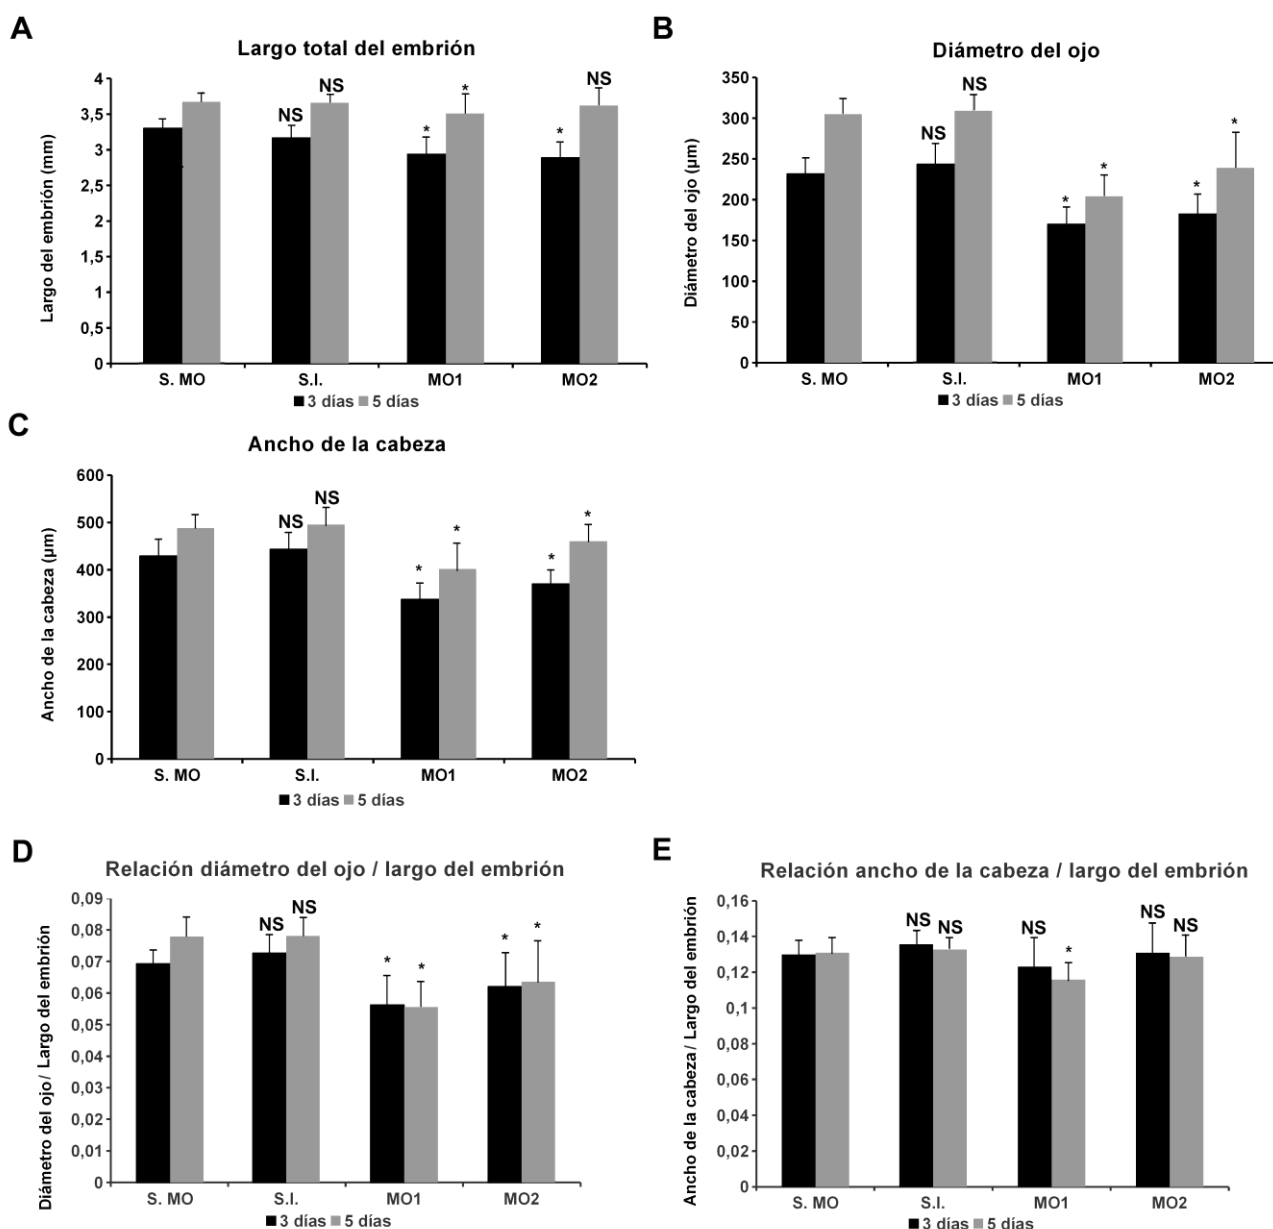 A
Largo total del embrión
Largo del embrión (mm)
4
3,5
3
2,5
2
1,5
1
0,5
0
NS
NS
*
*
*
NS
S. MO
S.I.
MO1
MO2
3 días 5 días
B
Diámetro del ojo
Diámetro del ojo (µm)
350
300
250
200
150
100
50
0
NS
NS
*
*
*
*
S. MO
S.I.
MO1
MO2
3 días 5 días
C
Ancho de la cabeza
Ancho de la cabeza (µm)
600
500
400
300
200
100
0
NS
NS
*
*
*
*
S. MO
S.I.
MO1
MO2
3 días 5 días
D
Relación diámetro del ojo / largo del embrión
Diámetro del ojo/ Largo del embrión
0,09
0,08
0,07
0,06
0,05
0,04
0,03
0,02
0,01
0
NS
NS
*
*
*
*
S. MO
S.I.
MO1
MO2
3 días 5 días
E
Relación ancho de la cabeza / largo del embrión
Ancho de la cabeza/ Largo del embrión
0,16
0,14
0,12
0,1
0,08
0,06
0,04
0,02
0
NS
NS
NS
*
NS
NS
S. MO
S.I.
MO1
MO2
3 días 5 días